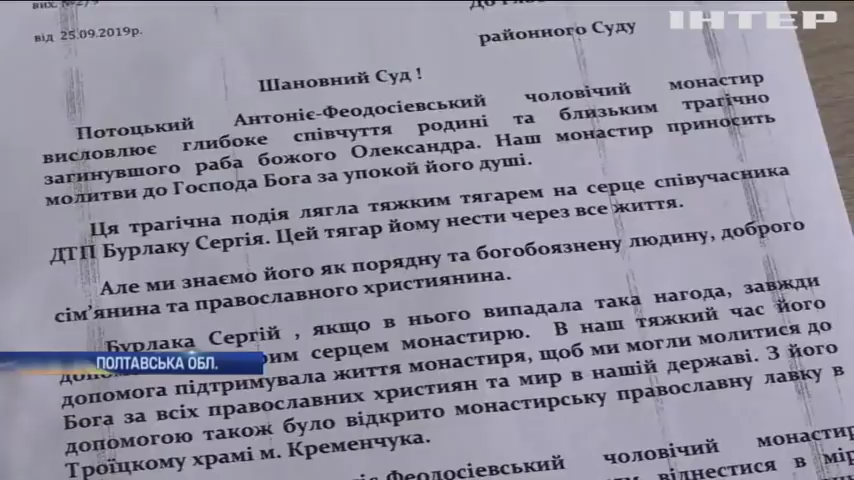 ІНТЕР
від 25.09.2019р.
районного Суду
Шановний Суд !
Потоцький Антоніє-Феодосієвський чоловічий монастир
висловлює глибоке співчуття родині та близьким трагічно
загинувшого раба божого Олександра. Наш монастир приносить
молитви до Господа Бога за упокой його душі.
Ця трагічна подія лягла тяжким тягарем на серце співучасника
ДТП Бурлаку Сергія. Цей тягар йому нести через все життя.
Але ми знаємо його як порядну та богобоязнену людину, доброго
сім'янина та православного християнина.
Бурлака Сергій , якщо в нього випадала така нагода, завжди
серцем монастирю. В наш тяжкий час його
допомога підтримувала життя монастиря, щоб ми могли молитися до
Бога за всіх православних християн та мир в нашій державі. З його
допомогою також було відкрито монастирську православну лавку в
Троїцкому храмі м. Кременчука.
Феодосієвський чоловічий
віднестися в
ПОЛТАВСЬКА ОБЛ.